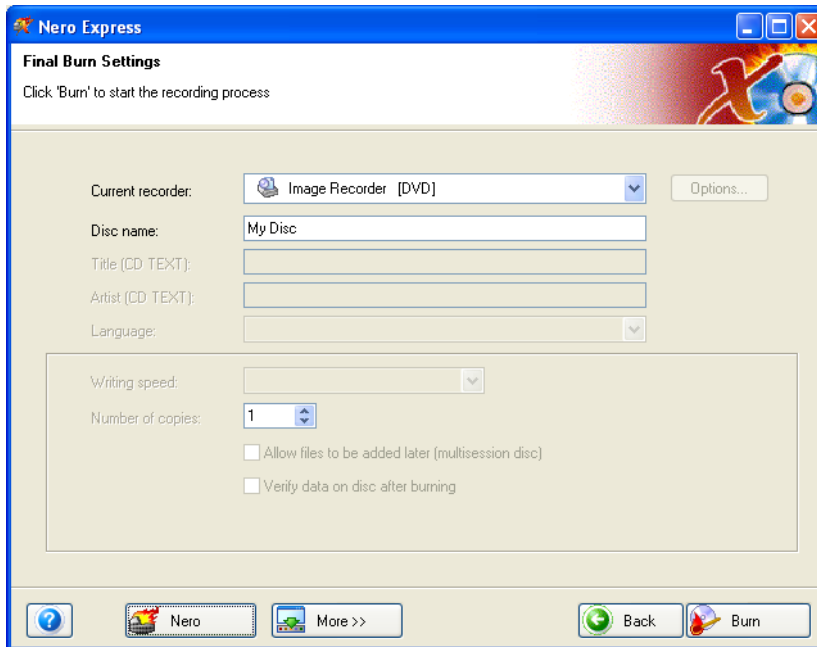 Nero Express
Final Burn Settings
Click 'Burn' to start the recording process
Current recorder: Image Recorder [DVD] Options...
Disc name: My Disc
Title (CD TEXT):
Artist (CD TEXT):
Language:
Writing speed:
Number of copies: 1
Allow files to be added later (multisession disc)
Verify data on disc after burning
? Nero More >> Back Burn